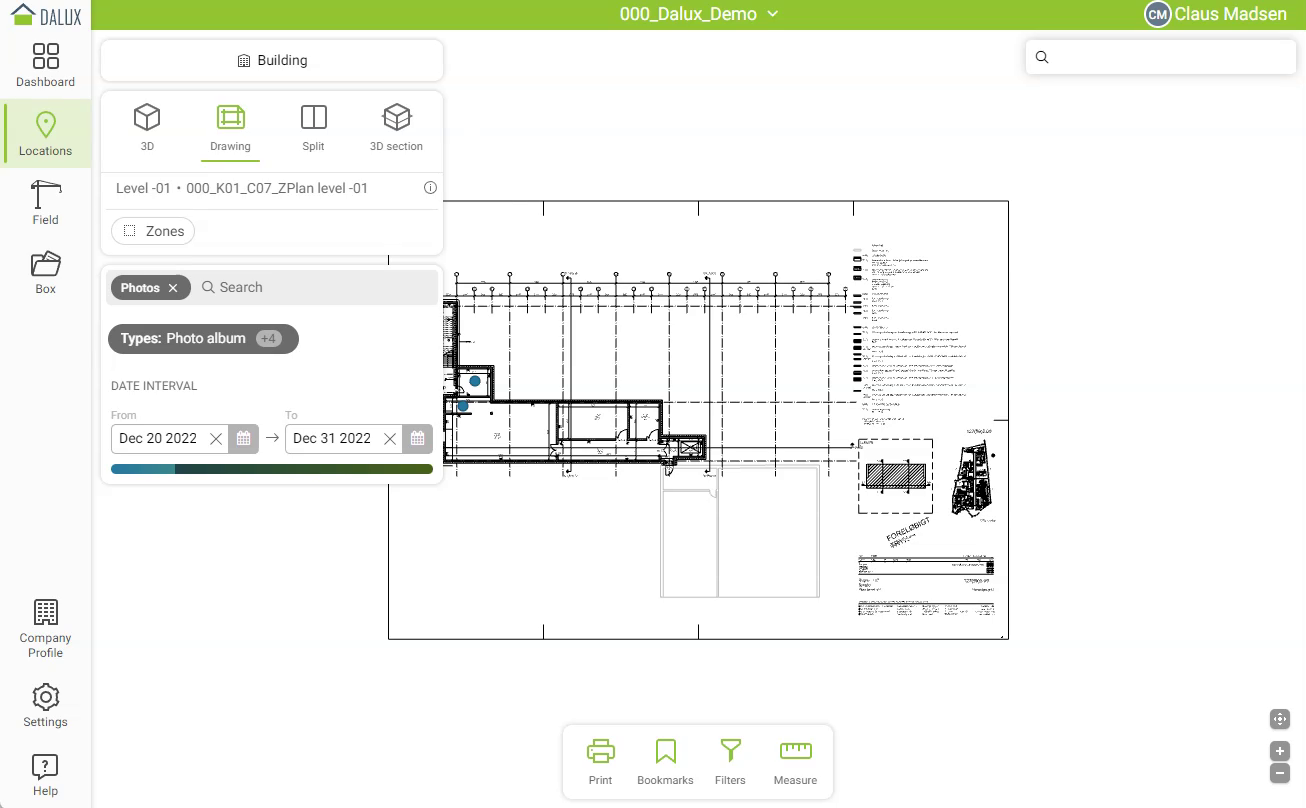 DALUX
000_Dalux_Demo
CM Claus Madsen
Dashboard
Locations
Field
Box
Company
Profile
Settings
Help
Building
3D
Drawing
Split
3D section
Level -01 • 000_K01_C07_ZPlan level -01
Zones
Photos
Search
Types: Photo album +4
DATE INTERVAL
From
To
Dec 20 2022
Dec 31 2022
FORELØBIGT
Print
Bookmarks
Filters
Measure